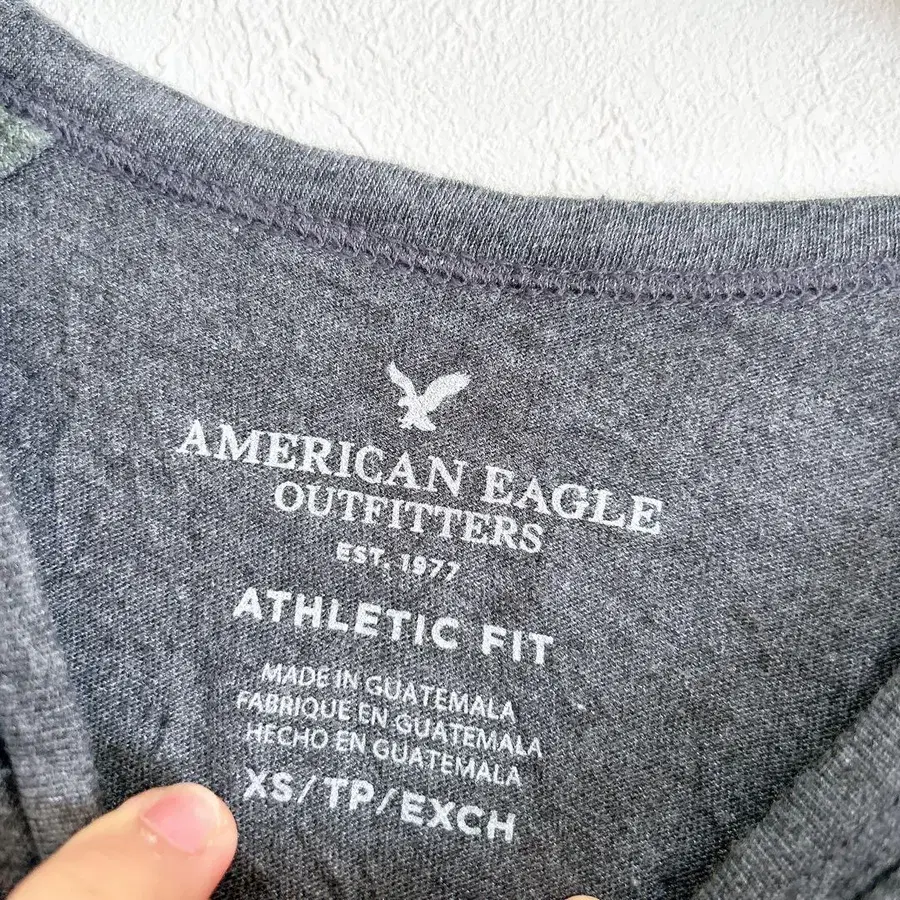 AMERICAN EAGLE
OUTFITTERS
EST. 1977
ATHLETIC FIT
MADE IN GUATEMALA
FABRIQUE EN GUATEMALA
HECHO EN GUATEMALA
XS/TP/EXCH